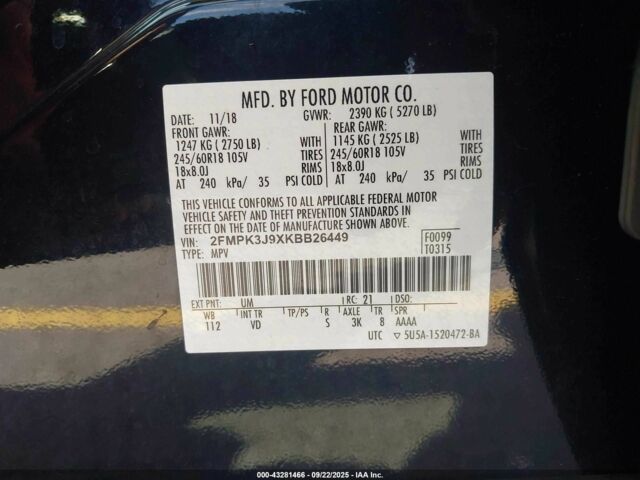 MFD. BY FORD MOTOR CO.
DATE: 11/18 GVWR: 2390 KG ( 5270 LB)
FRONT GAWR: REAR GAWR:
1247 KG ( 2750 LB) WITH 1145 KG ( 2525 LB) WITH
245/60R18 105V TIRES 245/60R18 105V TIRES
18x8.0J RIMS 18x8.0J RIMS
AT 240 kPa/ 35 PSI COLD AT 240 kPa/ 35 PSI COLD
THIS VEHICLE CONFORMS TO ALL APPLICABLE FEDERAL MOTOR
VEHICLE SAFETY AND THEFT PREVENTION STANDARDS IN
EFFECT ON THE DATE OF MANUFACTURE SHOWN ABOVE.
VIN: 2FMPK3J9XKBB26449 F0099
TYPE: MPV T0315
EXT PNT: UM RC: 21 DSO:
WB INT TR TP/PS R AXLE TR SPR
112 VD S 3K 8 AAAA
UTC ▽ 5U5A-1520472-BA
000-43281466 - 09/22/2025 - IAA Inc.